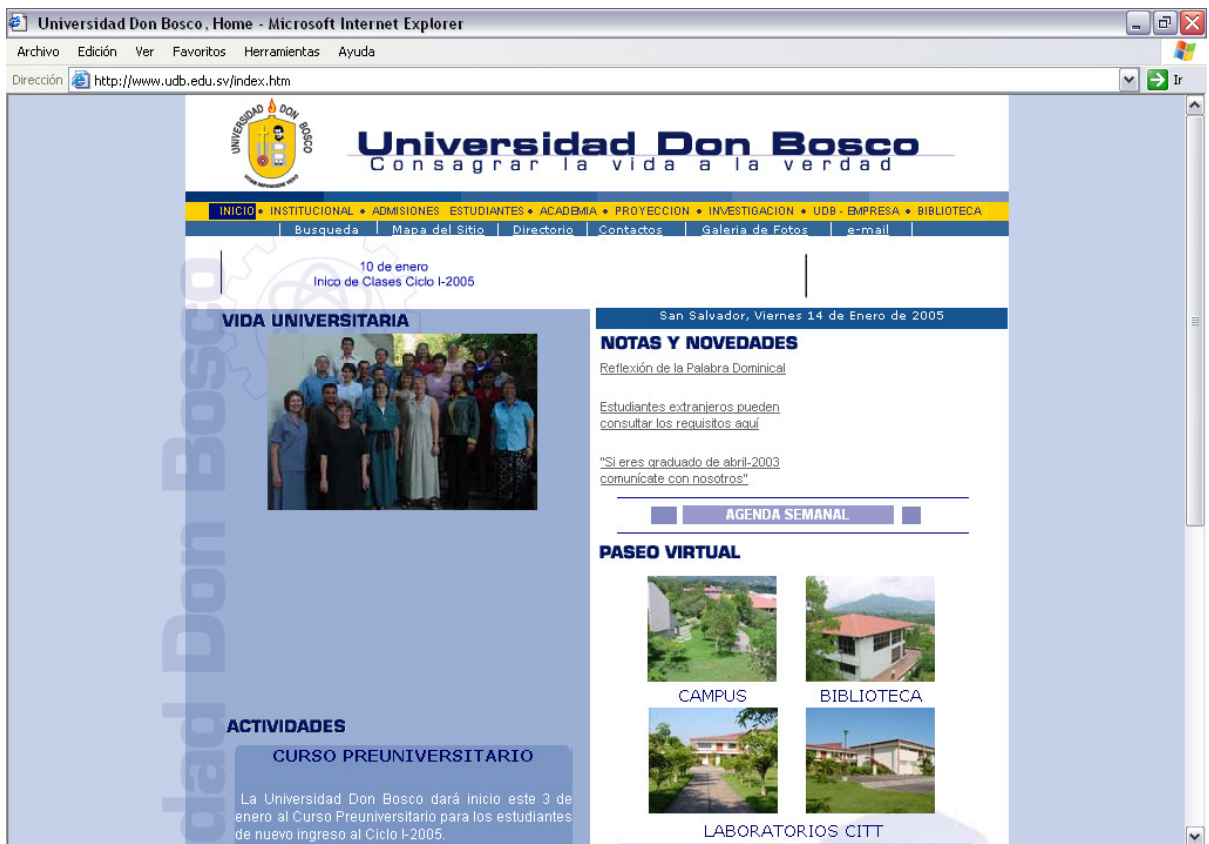 Universidad Don Bosco, Home - Microsoft Internet Explorer
Archivo Edición Ver Favoritos Herramientas Ayuda
Dirección http://www.udb.edu.sv/index.htm Ir
UNIVERSIDAD DON BOSCO
Universidad Don Bosco
Consagrar la vida a la verdad
INICIO • INSTITUCIONAL • ADMISIONES ESTUDIANTES • ACADEMIA • PROYECCION • INVESTIGACION • UDB - EMPRESA • BIBLIOTECA
| Busqueda | Mapa del Sitio | Directorio | Contactos | Galeria de Fotos | e-mail |
10 de enero
Inico de Clases Ciclo I-2005
VIDA UNIVERSITARIA
San Salvador, Viernes 14 de Enero de 2005
NOTAS Y NOVEDADES
Reflexión de la Palabra Dominical
Estudiantes extranjeros pueden
consultar los requisitos aquí
"Si eres graduado de abril-2003
comunícate con nosotros"
AGENDA SEMANAL
PASEO VIRTUAL
CAMPUS BIBLIOTECA
LABORATORIOS CITT
ACTIVIDADES
CURSO PREUNIVERSITARIO
La Universidad Don Bosco dará inicio este 3 de
enero al Curso Preuniversitario para los estudiantes
de nuevo ingreso al Ciclo I-2005.
dad Don Bosco